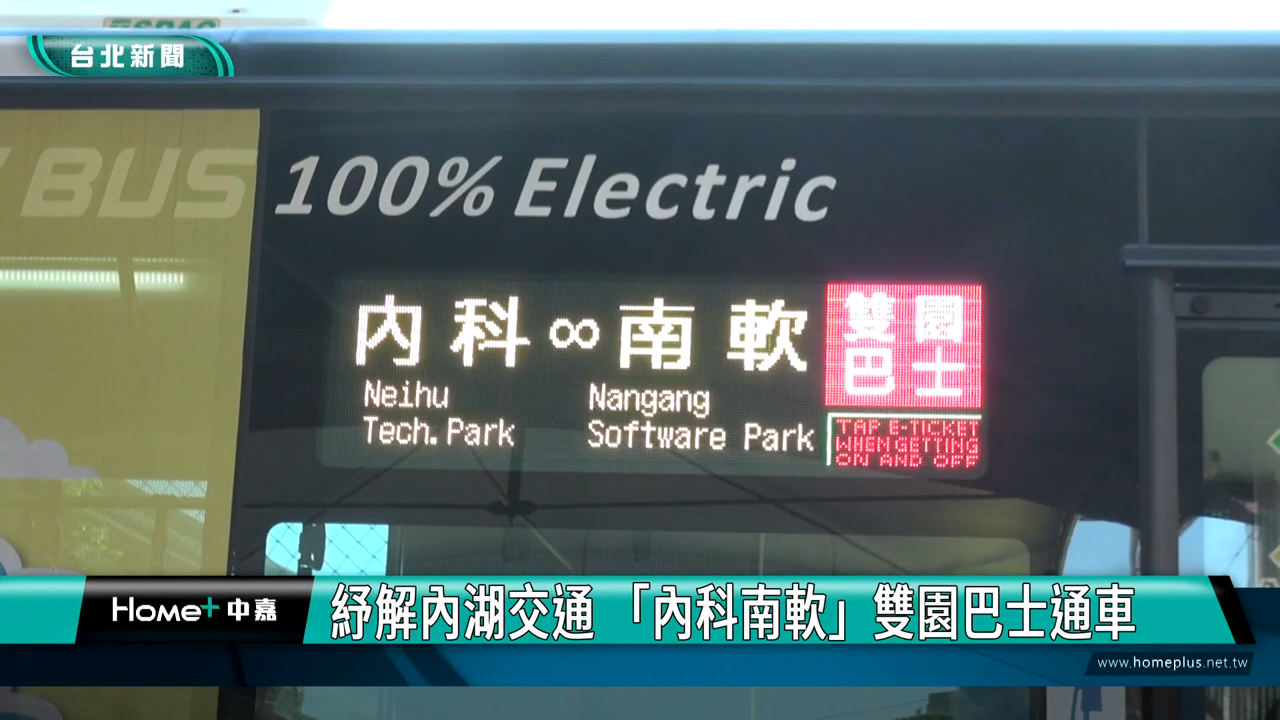 台北新聞
BUS
100% Electric
內科∞南軟
雙園
巴士
Neihu
Tech. Park
Nangang
Software Park
TAP E-TICKET
WHEN GETTING
ON AND OFF
Home+中嘉
紓解內湖交通「內科南軟」雙園巴士通車
www.homeplus.net.tw